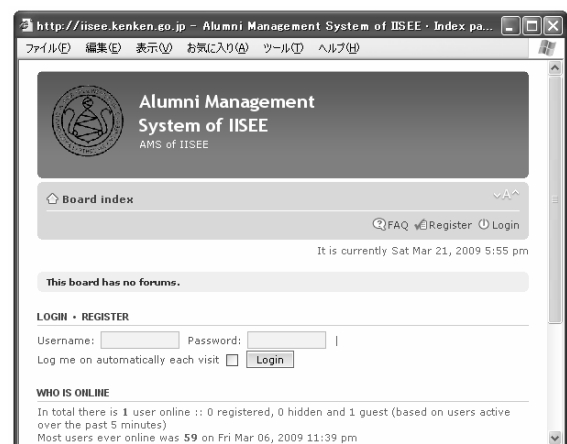 http://iisee.kenken.go.jp - Alumni Management System of IISEE · Index pa...
ファイル(F) 編集(E) 表示(V) お気に入り(A) ツール(T) ヘルプ(H)
Alumni Management
System of IISEE
AMS of IISEE
Board index
FAQ Register Login
It is currently Sat Mar 21, 2009 5:55 pm
This board has no forums.
LOGIN · REGISTER
Username: Password: |
Log me on automatically each visit Login
WHO IS ONLINE
In total there is 1 user online :: 0 registered, 0 hidden and 1 guest (based on users active
over the past 5 minutes)
Most users ever online was 59 on Fri Mar 06, 2009 11:39 pm